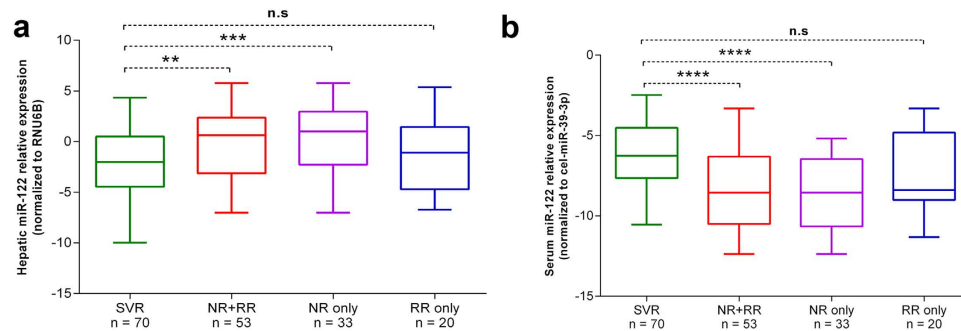 a
n.s
***
**
Hepatic miR-122 relative expression
(normalized to RNU6B)
10
5
0
-5
-10
-15
SVR
n = 70
NR+RR
n = 53
NR only
n = 33
RR only
n = 20
b
n.s
****
****
Serum miR-122 relative expression
(normalized to cel-miR-39-3p)
0
-5
-10
-15
SVR
n = 70
NR+RR
n = 53
NR only
n = 33
RR only
n = 20